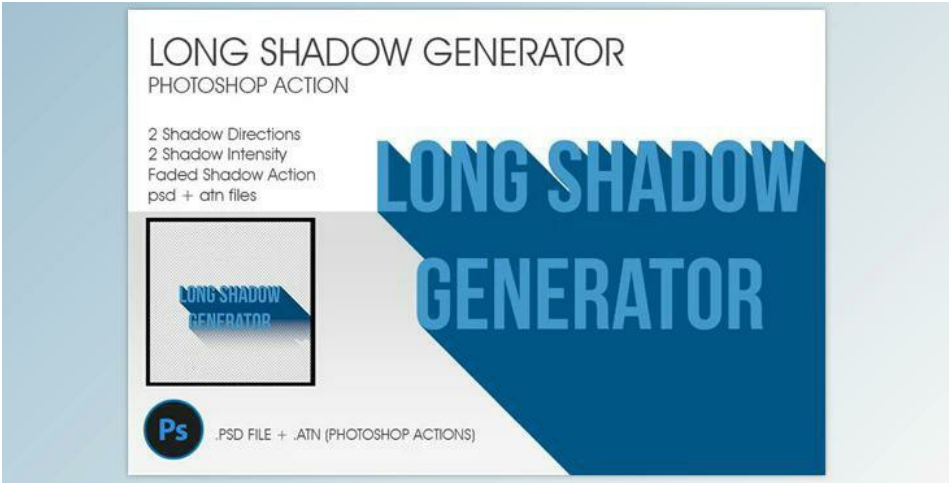 LONG SHADOW GENERATOR
PHOTOSHOP ACTION
2 Shadow Directions
2 Shadow Intensity
Faded Shadow Action
psd + atn files
LONG SHADOW
GENERATOR
LONG SHADOW
GENERATOR
Ps
.PSD FILE + .ATN (PHOTOSHOP ACTIONS)